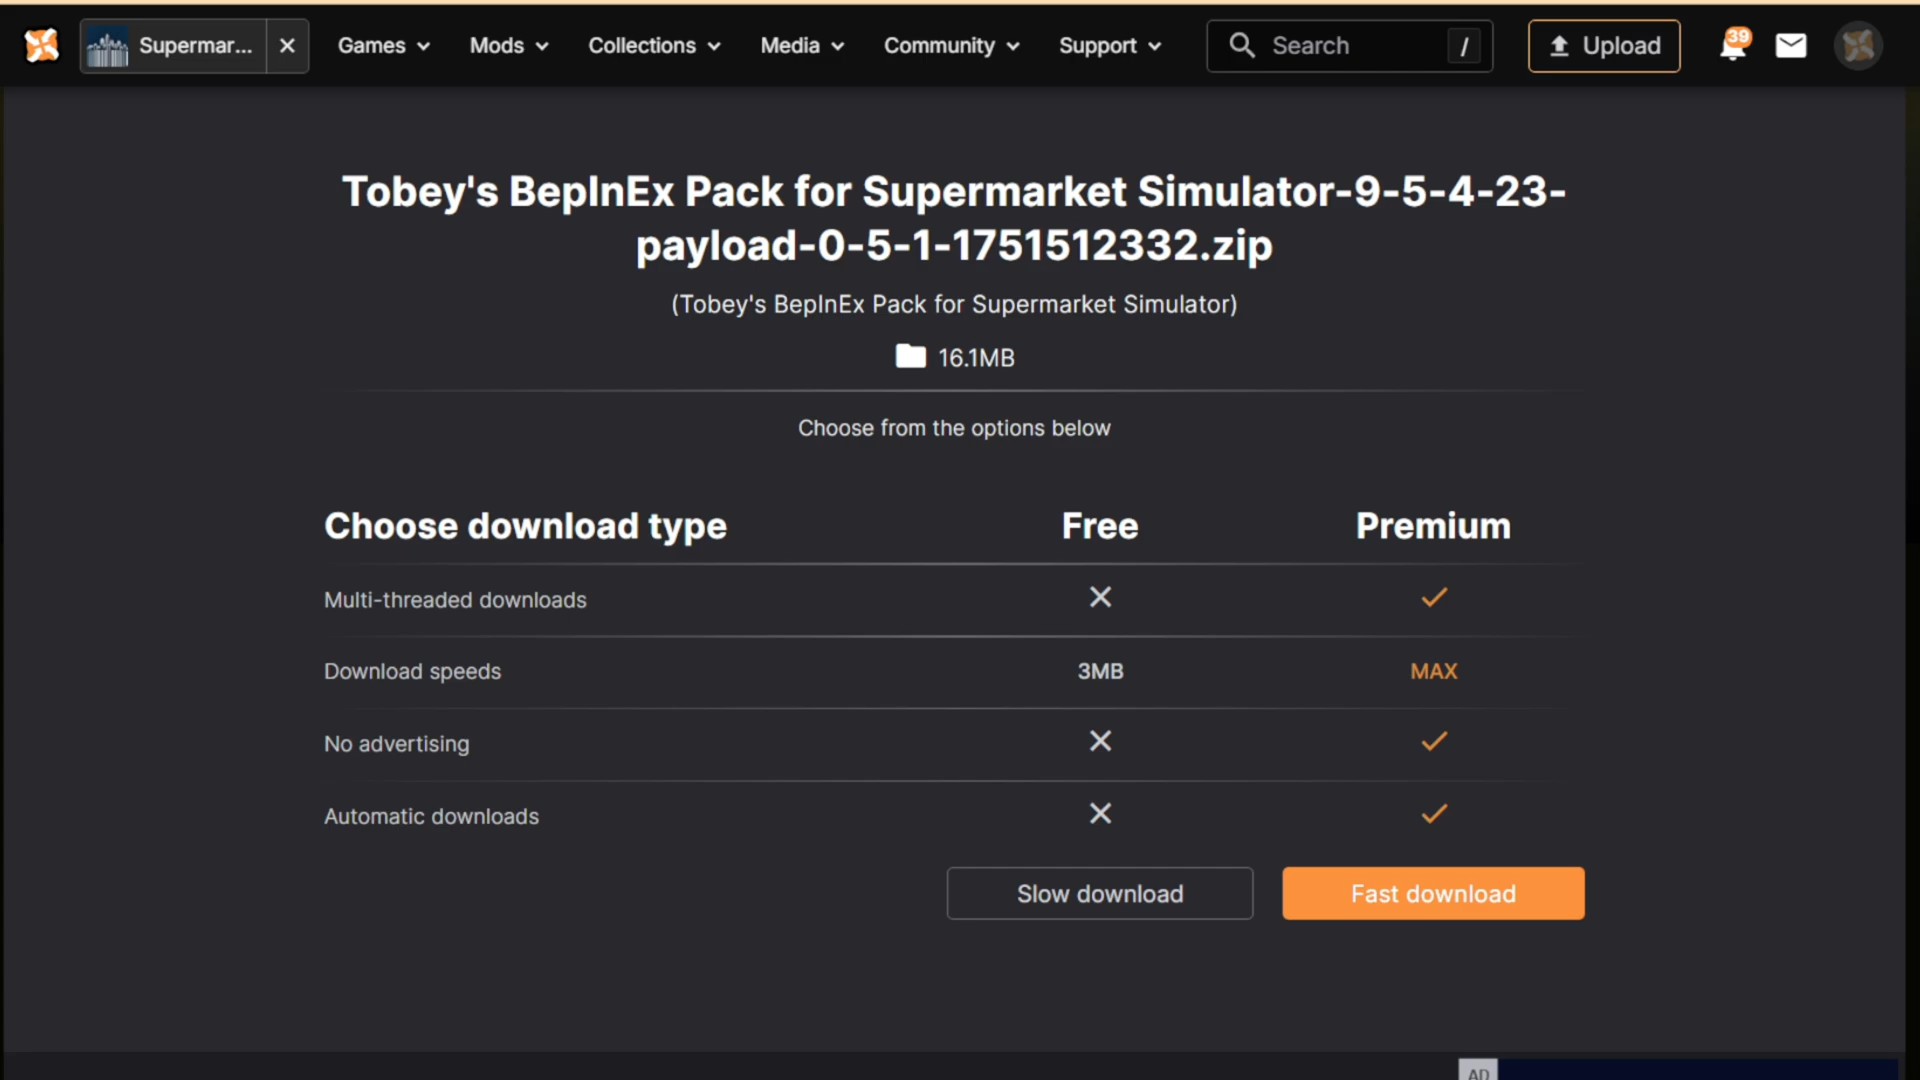 Supermar...
Games
Mods
Collections
Media
Community
Support
Search
/
Upload
39
Tobey's BepInEx Pack for Supermarket Simulator-9-5-4-23-
payload-0-5-1-1751512332.zip
(Tobey's BepInEx Pack for Supermarket Simulator)
16.1MB
Choose from the options below
Choose download type Free Premium
Multi-threaded downloads
Download speeds 3MB MAX
No advertising
Automatic downloads
Slow download Fast download
AD